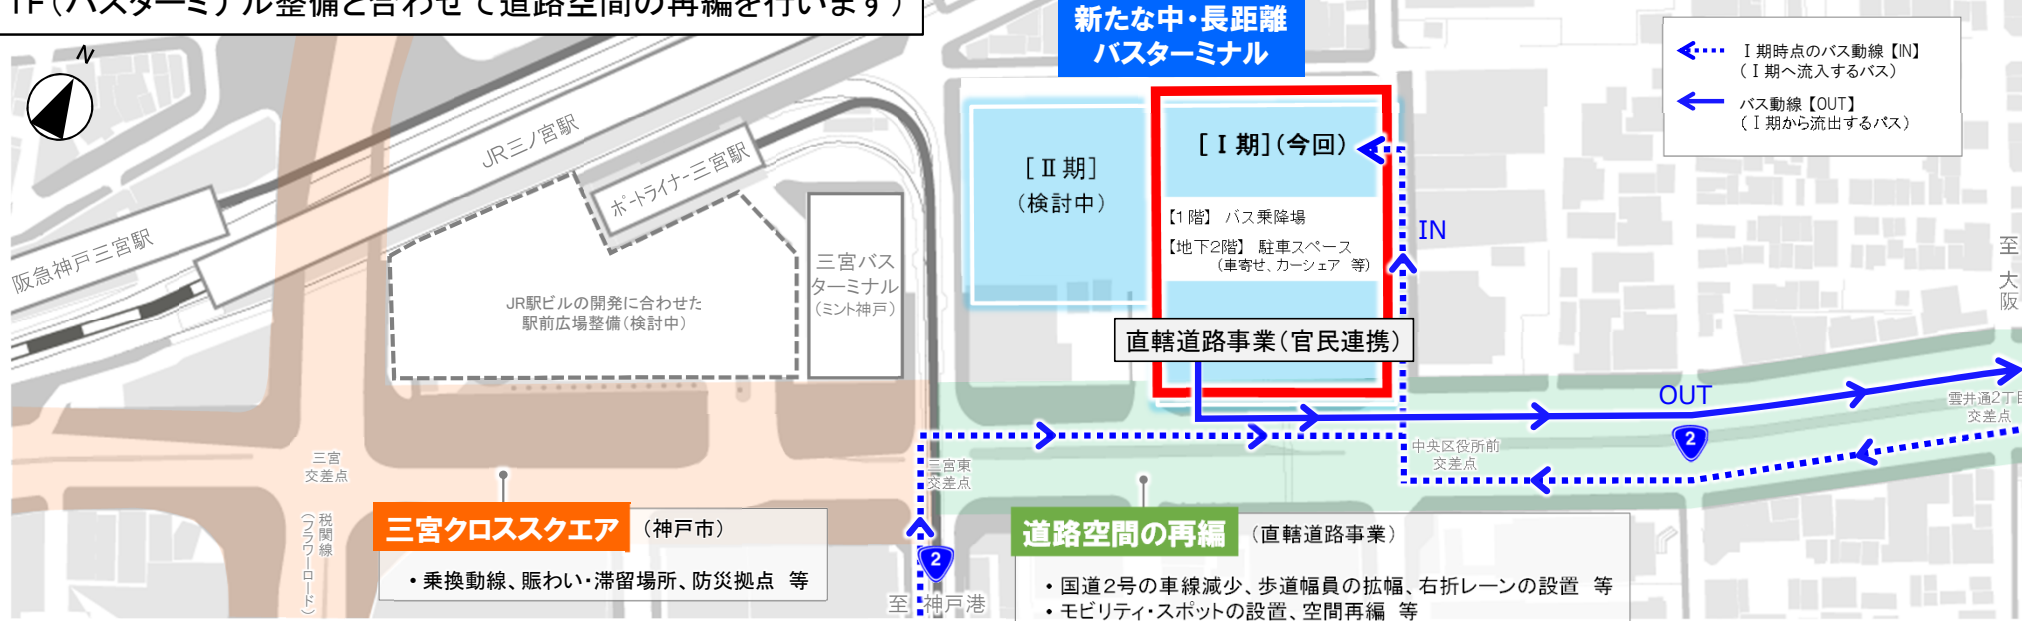 1F(バスターミナル整備と合わせて道路空間の再編を行います)
N
新たな中・長距離
バスターミナル
Ⅰ期時点のバス動線【IN】
(Ⅰ期へ流入するバス)
バス動線【OUT】
(Ⅰ期から流出するバス)
JR三ノ宮駅
ポートライナー三宮駅
阪急神戸三宮駅
[Ⅱ期]
(検討中)
[Ⅰ期](今回)
【1階】 バス乗降場
【地下2階】 駐車スペース
(車寄せ、カーシェア 等)
IN
三宮バス
ターミナル
(ミント神戸)
JR駅ビルの開発に合わせた
駅前広場整備(検討中)
直轄道路事業(官民連携)
至 大阪
OUT
雲井通2丁目
交差点
2
中央区役所前
交差点
三宮
交差点
三宮東
交差点
税関線
(フラワーロード)
三宮クロススクエア (神戸市)
・乗換動線、賑わい・滞留場所、防災拠点 等
2
至 神戸港
道路空間の再編 (直轄道路事業)
・国道2号の車線減少、歩道幅員の拡幅、右折レーンの設置 等
・モビリティ・スポットの設置、空間再編 等